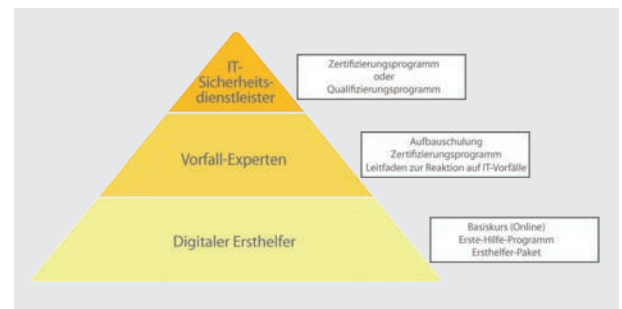 IT-
Sicherheits-
dienstleister
Zertifizierungsprogramm
oder
Qualifizierungsprogramm
Vorfall-Experten
Aufbauschulung
Zertifizierungsprogramm
Leitfaden zur Reaktion auf IT-Vorfälle
Digitaler Ersthelfer
Basiskurs (Online)
Erste-Hilfe-Programm
Ersthelfer-Paket